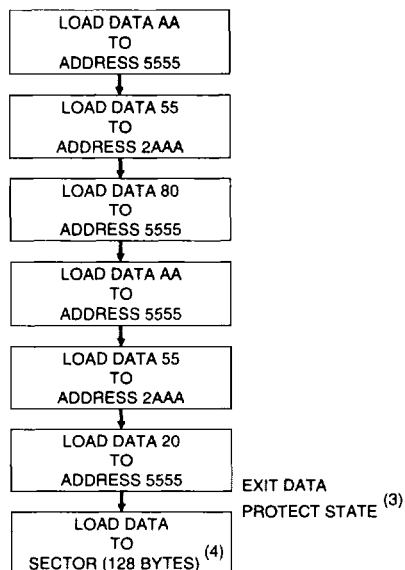 LOAD DATA AA
TO
ADDRESS 5555
LOAD DATA 55
TO
ADDRESS 2AAA
LOAD DATA 80
TO
ADDRESS 5555
LOAD DATA AA
TO
ADDRESS 5555
LOAD DATA 55
TO
ADDRESS 2AAA
LOAD DATA 20
TO
ADDRESS 5555
EXIT DATA
PROTECT STATE (3)
LOAD DATA
TO
SECTOR (128 BYTES) (4)